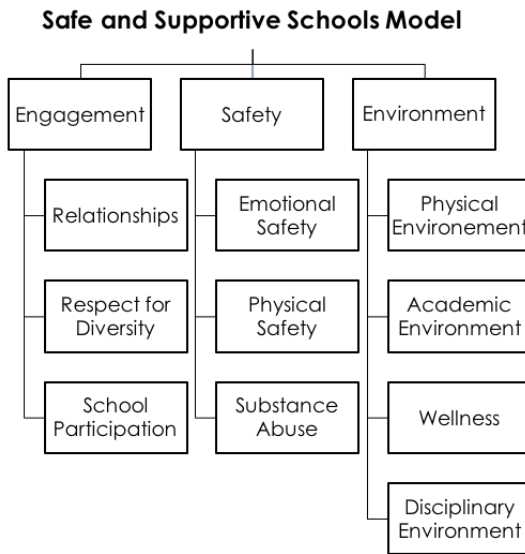 Safe and Supportive Schools Model
Engagement
Safety
Environment
Relationships
Emotional
Safety
Physical
Environement
Respect for
Diversity
Physical
Safety
Academic
Environment
School
Participation
Substance
Abuse
Wellness
Disciplinary
Environment